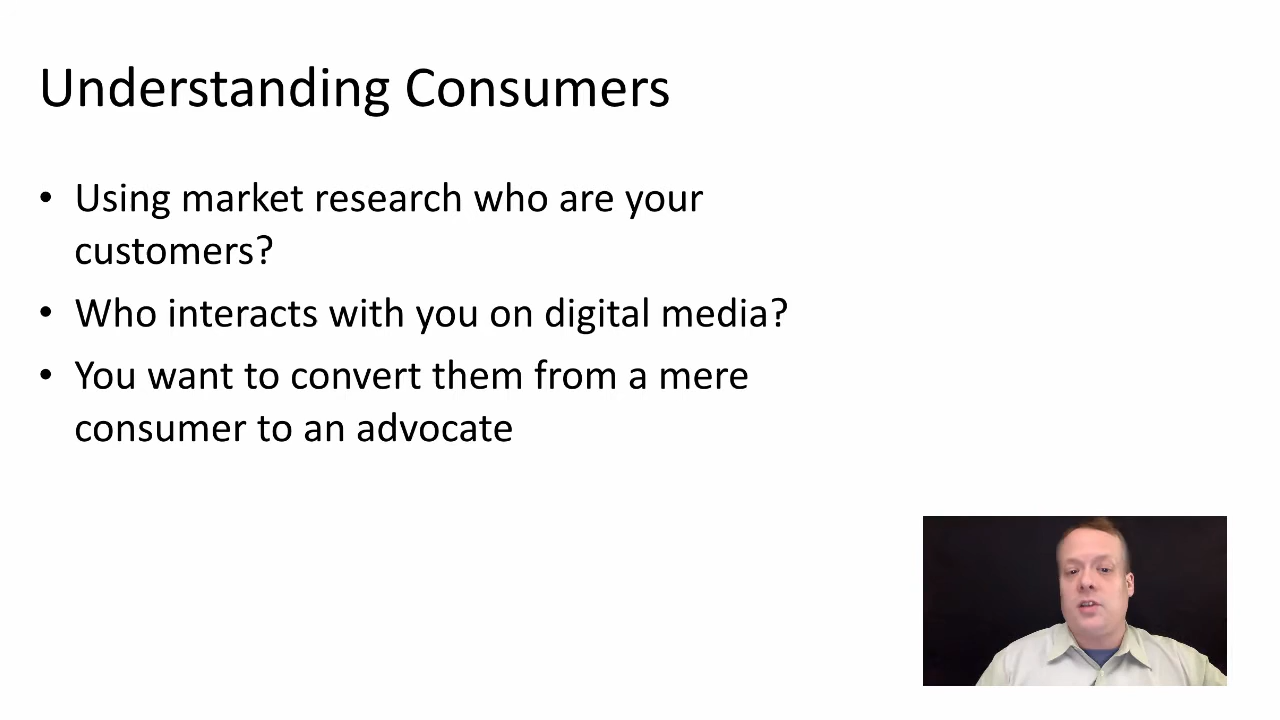 Understanding Consumers
• Using market research who are your
customers?
• Who interacts with you on digital media?
• You want to convert them from a mere
consumer to an advocate